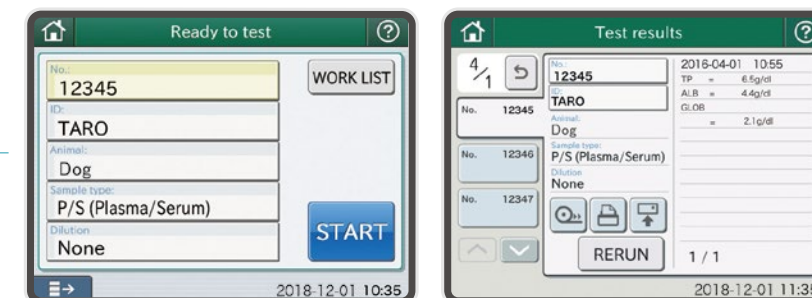 Ready to test
?
No.:
12345
WORK LIST
ID:
TARO
Animal:
Dog
Sample type:
P/S (Plasma/Serum)
Dilution
None
START
2018-12-01 10:35
Test results
?
4/1
No. 12345
No. 12346
No. 12347
No.:
12345
ID:
TARO
Animal:
Dog
Sample type:
P/S (Plasma/Serum)
Dilution
None
RERUN
2016-04-01 10:55
TP = 6.5g/dl
ALB = 4.4g/dl
GLOB
= 2.1g/dl
1 / 1
2018-12-01 11:35